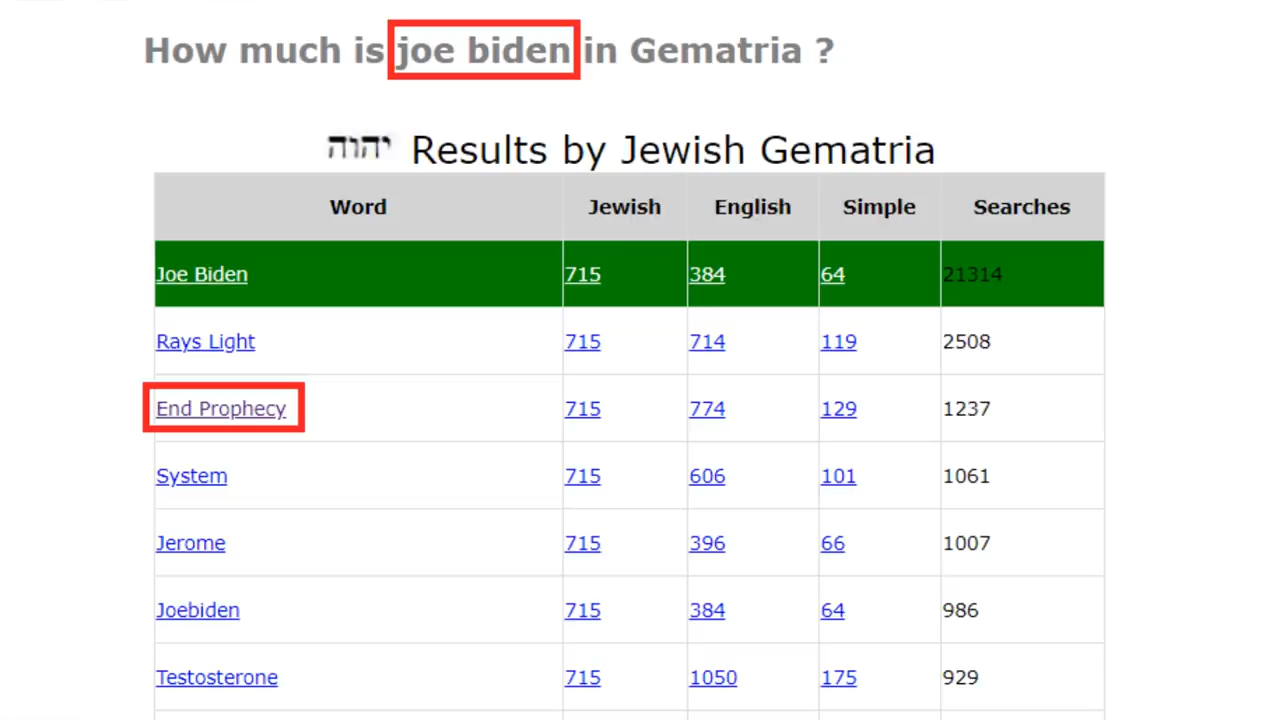 How much is joe biden in Gematria ?
יהוה Results by Jewish Gematria
Word Jewish English Simple Searches
Joe Biden 715 384 64 21314
Rays Light 715 714 119 2508
End Prophecy 715 774 129 1237
System 715 606 101 1061
Jerome 715 396 66 1007
Joebiden 715 384 64 986
Testosterone 715 1050 175 929